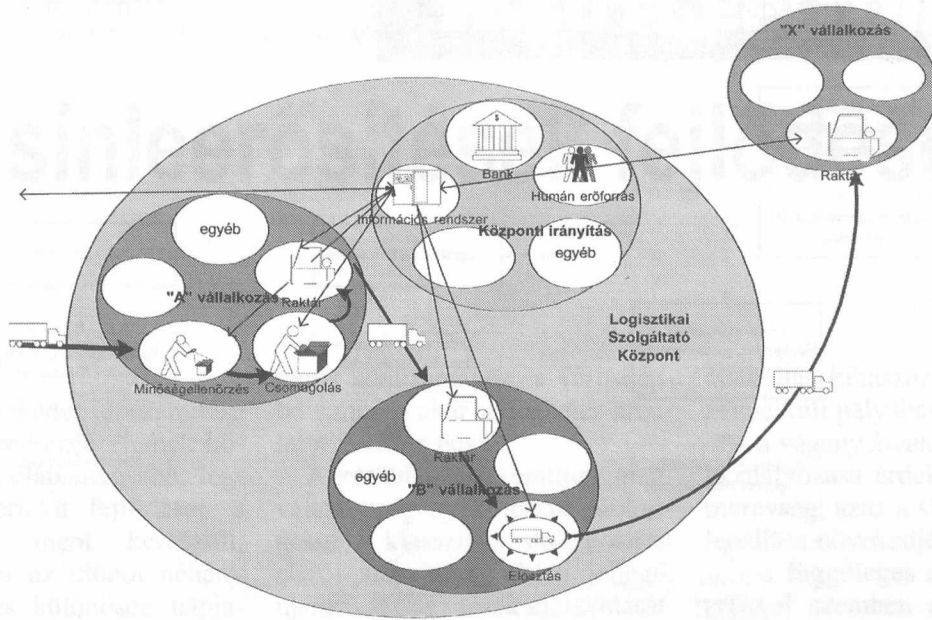 "X" vállalkozás
Raktár
$
Bank
Humán erőforrás
Információs rendszer
Központi irányítás
egyéb
egyéb
Raktár
"A" vállalkozás
Minőségellenőrzés
Csomagolás
Logisztikai
Szolgáltató
Központ
Raktár
egyéb
"B" vállalkozás
Elosztás